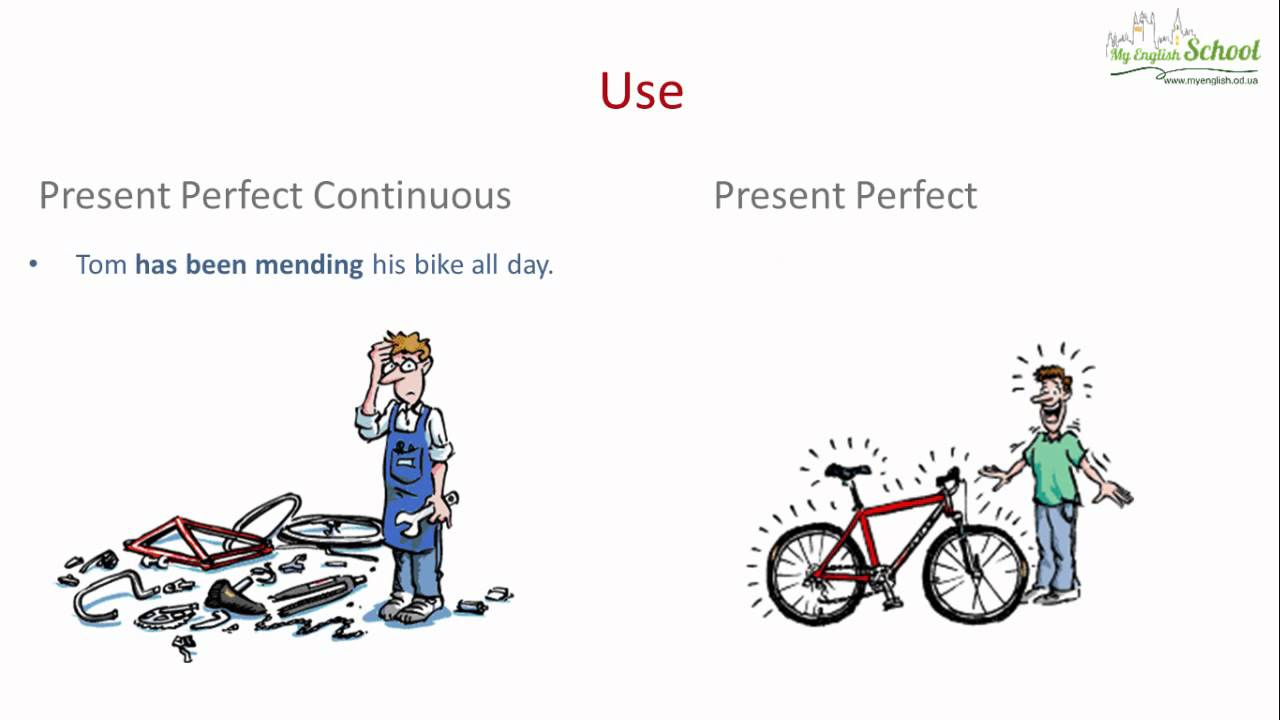 My English School
www.myenglish.od.ua
Use
Present Perfect Continuous
Present Perfect
• Tom has been mending his bike all day.